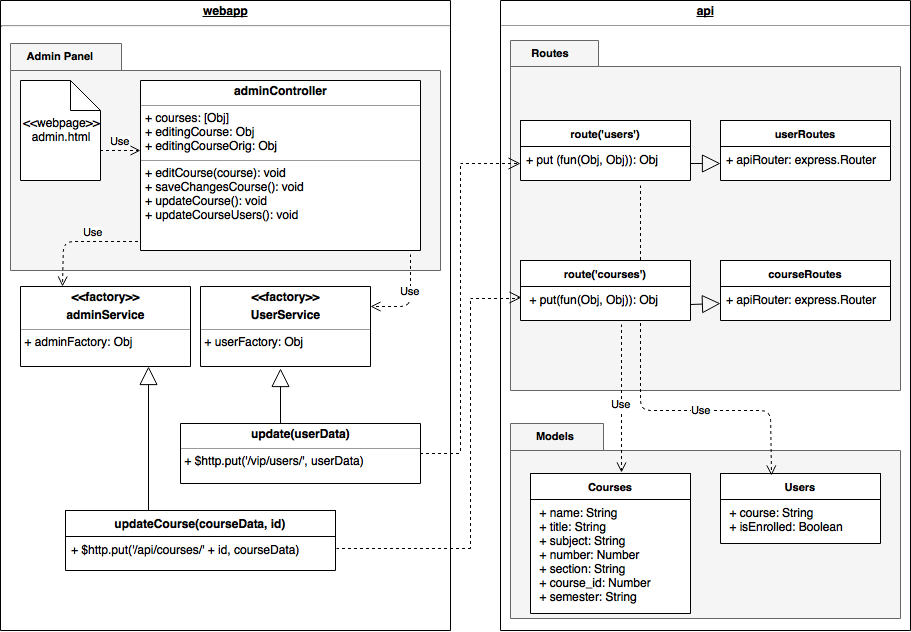 webapp
Admin Panel
<<webpage>>
admin.html
Use
adminController
+ courses: [Obj]
+ editingCourse: Obj
+ editingCourseOrig: Obj
+ editCourse(course): void
+ saveChangesCourse(): void
+ updateCourse(): void
+ updateCourseUsers(): void
Use
Use
<<factory>>
adminService
+ adminFactory: Obj
<<factory>>
UserService
+ userFactory: Obj
update(userData)
+ $http.put('/vip/users/', userData)
updateCourse(courseData, id)
+ $http.put('/api/courses/' + id, courseData)
api
Routes
route('users')
+ put (fun(Obj, Obj)): Obj
userRoutes
+ apiRouter: express.Router
route('courses')
+ put(fun(Obj, Obj)): Obj
courseRoutes
+ apiRouter: express.Router
Use
Use
Models
Courses
+ name: String
+ title: String
+ subject: String
+ number: Number
+ section: String
+ course_id: Number
+ semester: String
Users
+ course: String
+ isEnrolled: Boolean